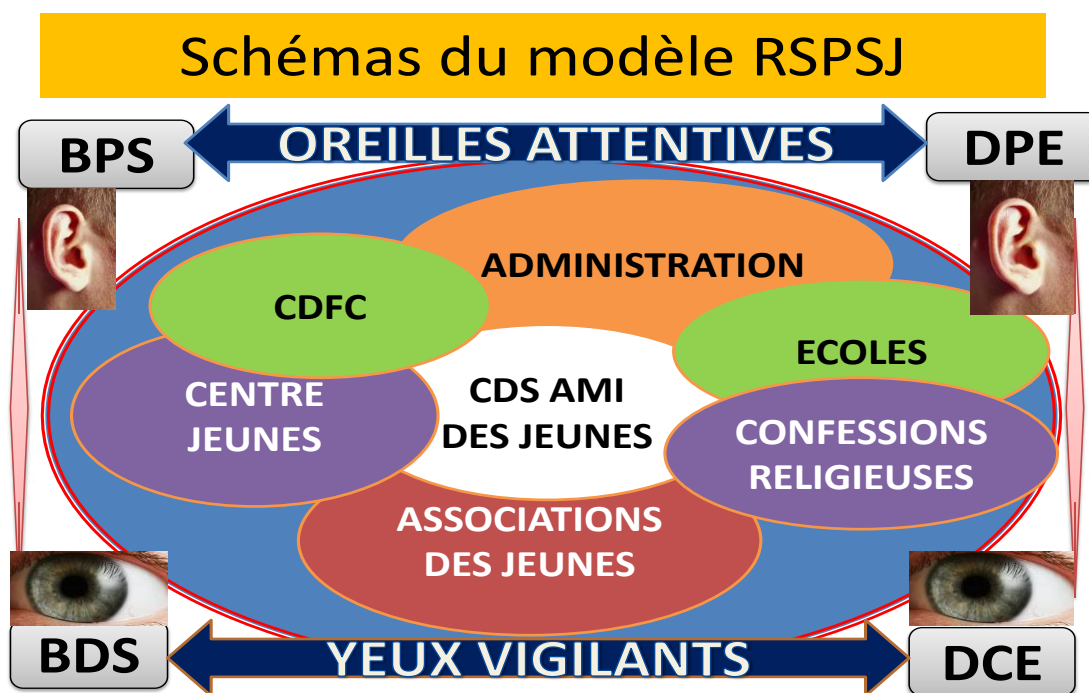 Schémas du modèle RSPSJ
BPS
OREILLES ATTENTIVES
DPE
ADMINISTRATION
CDFC
ECOLES
CENTRE
JEUNES
CDS AMI
DES JEUNES
CONFESSIONS
RELIGIEUSES
ASSOCIATIONS
DES JEUNES
BDS
YEUX VIGILANTS
DCE